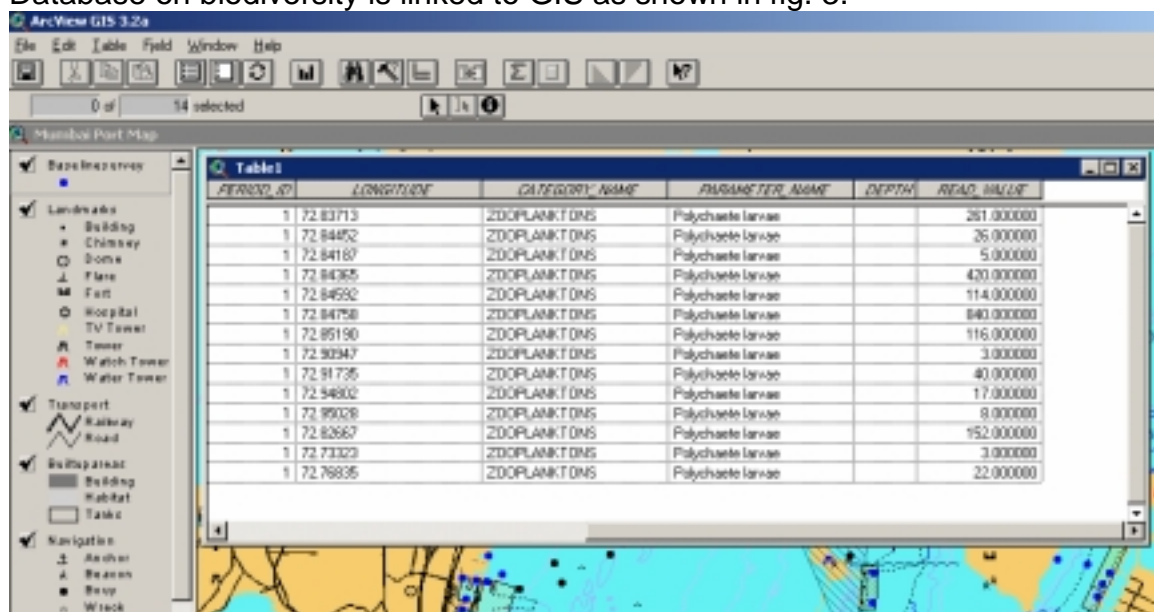 Database on biodiversity is linked to GIS as shown in fig. 3.
ArcView GIS 3.2a
File Edit Table Field Window Help
0 of 14 selected
Mumbai Port Map
Baselinesurvey
Landmarks
Building
Chimney
Dome
Flare
Fort
Hospital
TV Tower
Tower
Watch Tower
Water Tower
Transport
Railway
Road
Builtup areas
Building
Habitat
Tanks
Navigation
Anchor
Beacon
Buoy
Wreck
Table1
PERIOD_ID LONGITUDE CATEGORY_NAME PARAMETER_NAME DEPTH READ_VALUE
1 72.83713 ZOOPLANKTONS Polychaete larvae 261.000000
1 72.84452 ZOOPLANKTONS Polychaete larvae 26.000000
1 72.84187 ZOOPLANKTONS Polychaete larvae 5.000000
1 72.84365 ZOOPLANKTONS Polychaete larvae 420.000000
1 72.84592 ZOOPLANKTONS Polychaete larvae 114.000000
1 72.84758 ZOOPLANKTONS Polychaete larvae 840.000000
1 72.85190 ZOOPLANKTONS Polychaete larvae 116.000000
1 72.90947 ZOOPLANKTONS Polychaete larvae 3.000000
1 72.91735 ZOOPLANKTONS Polychaete larvae 40.000000
1 72.94802 ZOOPLANKTONS Polychaete larvae 17.000000
1 72.95028 ZOOPLANKTONS Polychaete larvae 8.000000
1 72.82667 ZOOPLANKTONS Polychaete larvae 152.000000
1 72.73323 ZOOPLANKTONS Polychaete larvae 3.000000
1 72.76835 ZOOPLANKTONS Polychaete larvae 22.000000